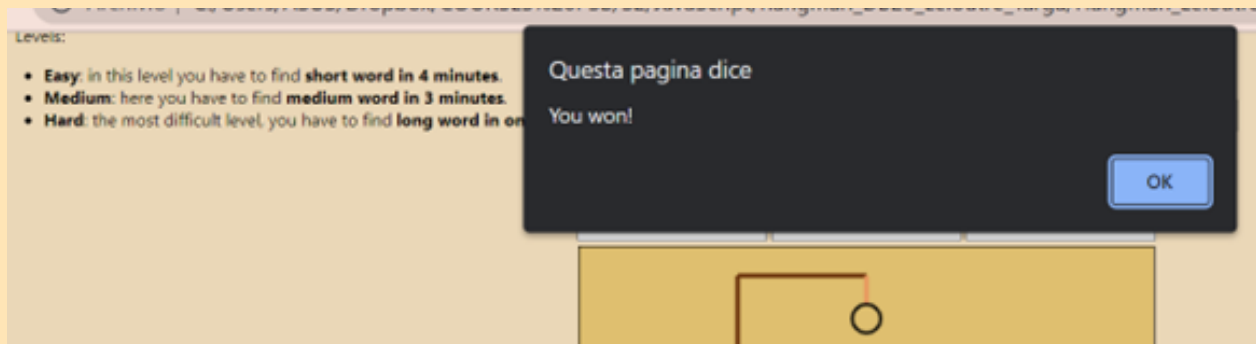 Levels:
Easy: in this level you have to find short word in 4 minutes.
Medium: here you have to find medium word in 3 minutes.
Hard: the most difficult level, you have to find long word in on
Questa pagina dice
You won!
OK